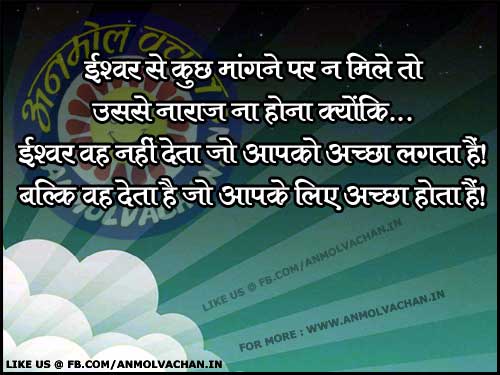 अनमोल वचन
ईश्वर से कुछ मांगने पर न मिले तो
उससे नाराज ना होना क्योंकि...
ईश्वर वह नहीं देता जो आपको अच्छा लगता हैं!
बल्कि वह देता है जो आपके लिए अच्छा होता हैं!
ANMOLVACHAN.IN
LIKE US @ FB.COM/ANMOLVACHAN.IN
FOR MORE : WWW.ANMOLVACHAN.IN
LIKE US @ FB.COM/ANMOLVACHAN.IN